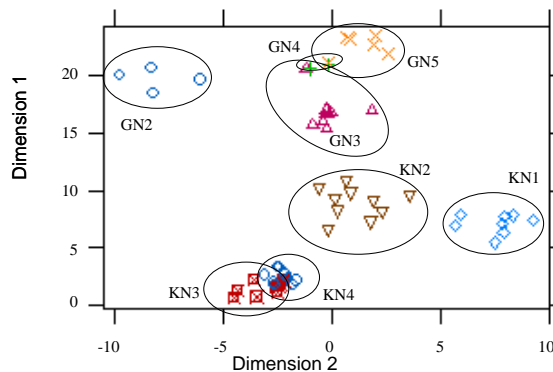 GN4
GN5
20
GN2
15
GN3
KN2
KN1
10
5
KN3
KN4
0
-10
-5
0
5
10
Dimension 1
Dimension 2